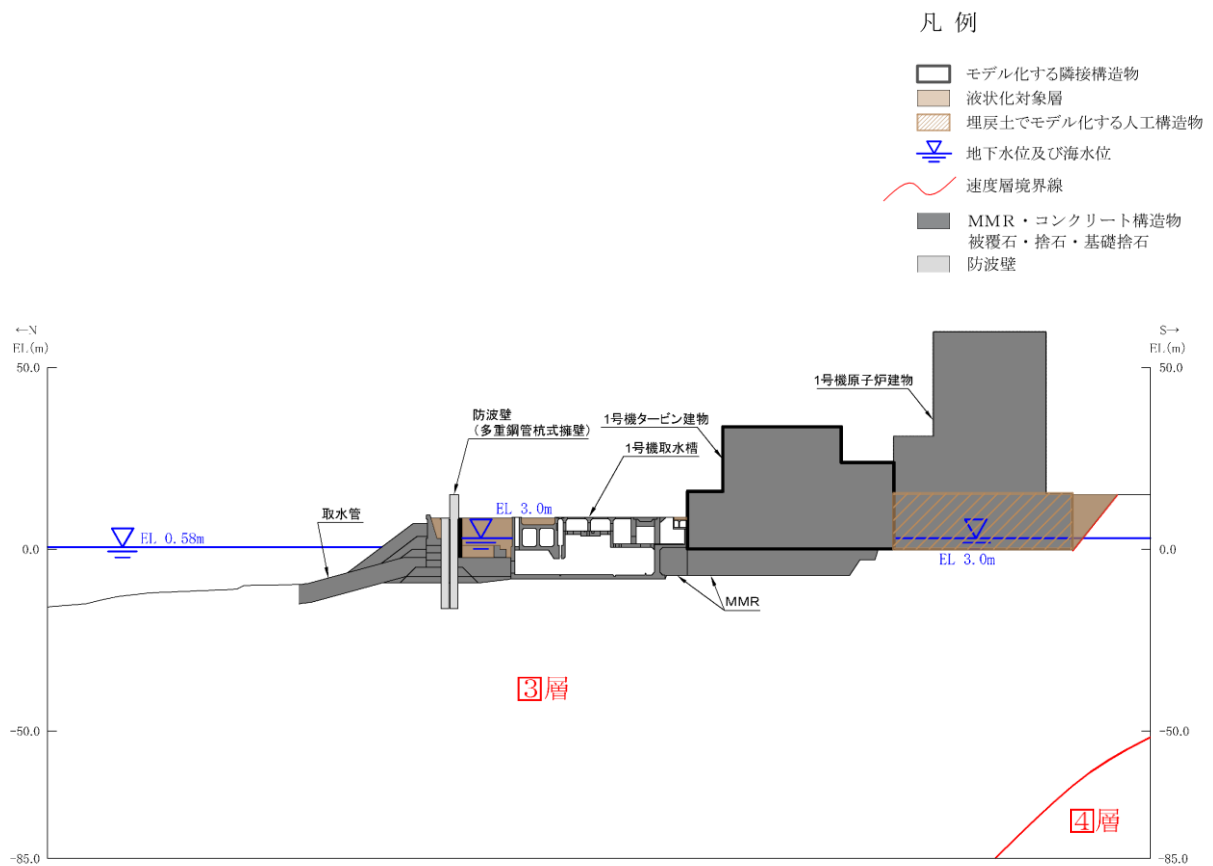 凡 例
モデル化する隣接構造物
液状化対象層
埋戻土でモデル化する人工構造物
地下水位及び海水位
速度層境界線
MMR・コンクリート構造物
被覆石・捨石・基礎捨石
防波壁
←N
EL(m)
S→
EL(m)
50.0
50.0
1号機原子炉建物
防波壁
(多重鋼管杭式擁壁)
1号機タービン建物
1号機取水槽
取水管
EL 0.58m
EL 3.0m
0.0
0.0
EL 3.0m
MMR
3層
-50.0
-50.0
4層
-85.0
-85.0